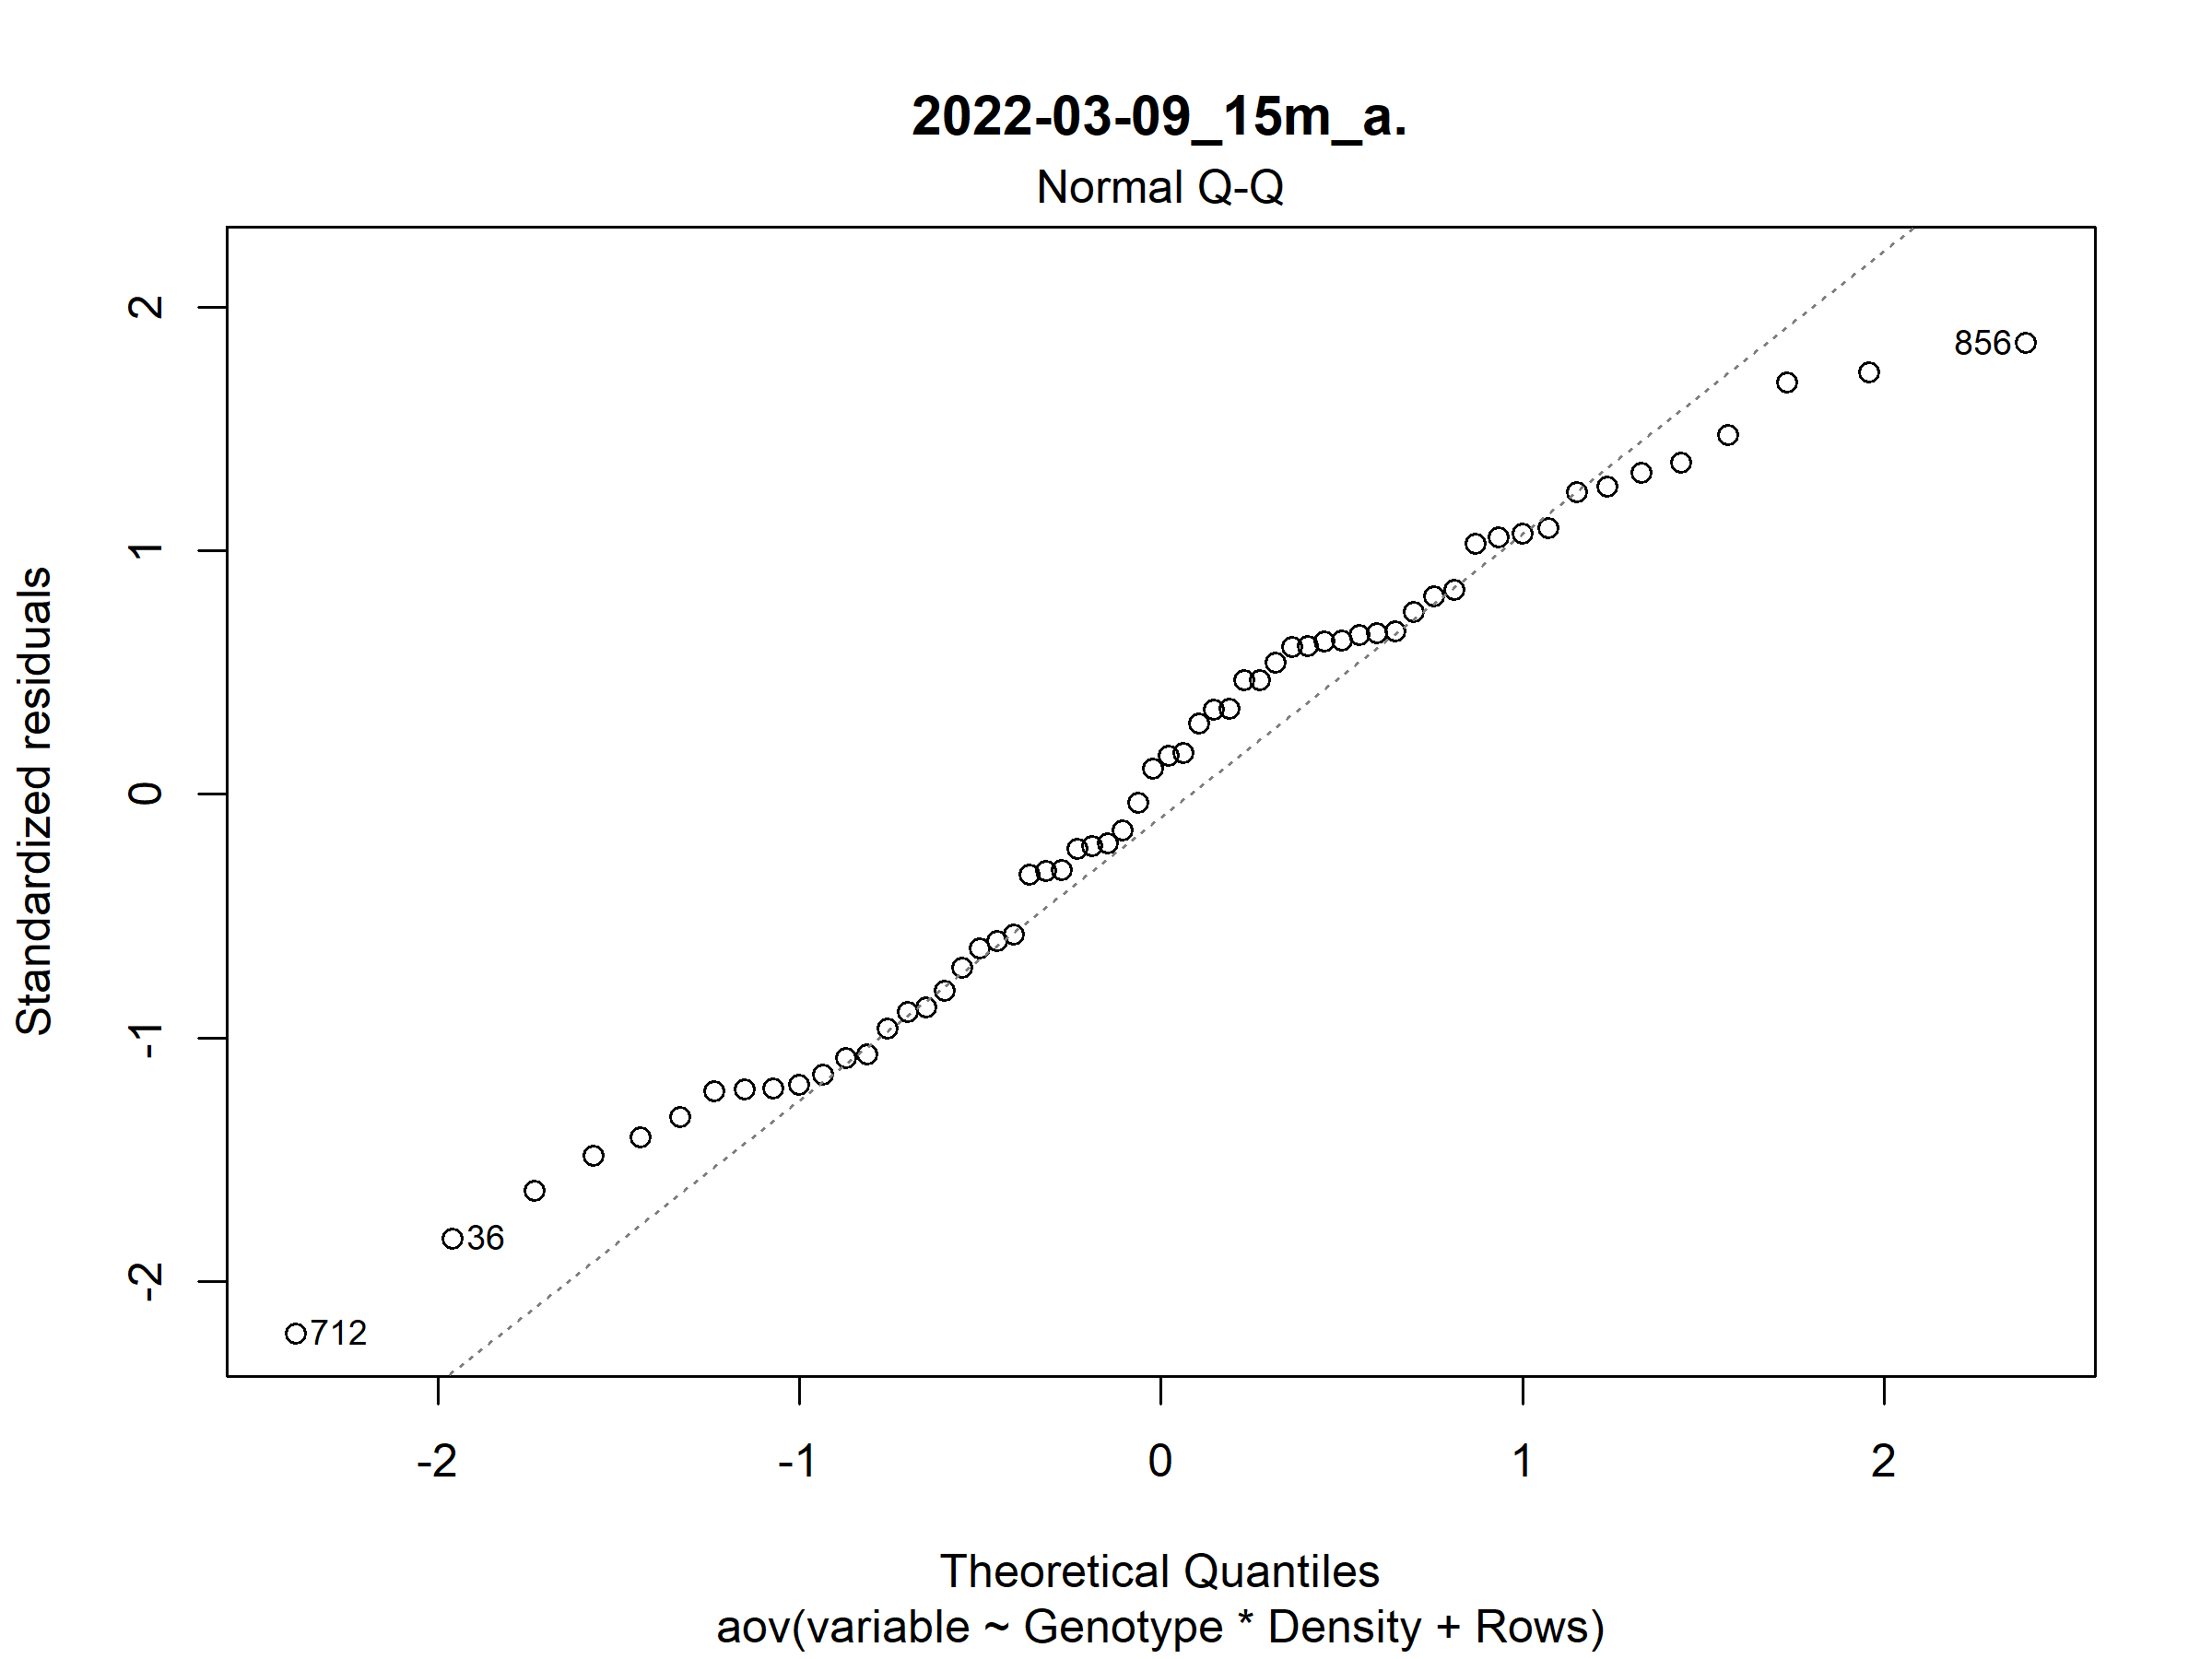 2022-03-09_15m_a.
Normal Q-Q
Standardized residuals
2
1
0
-1
-2
856
36
712
-2
-1
0
1
2
Theoretical Quantiles
aov(variable ~ Genotype * Density + Rows)